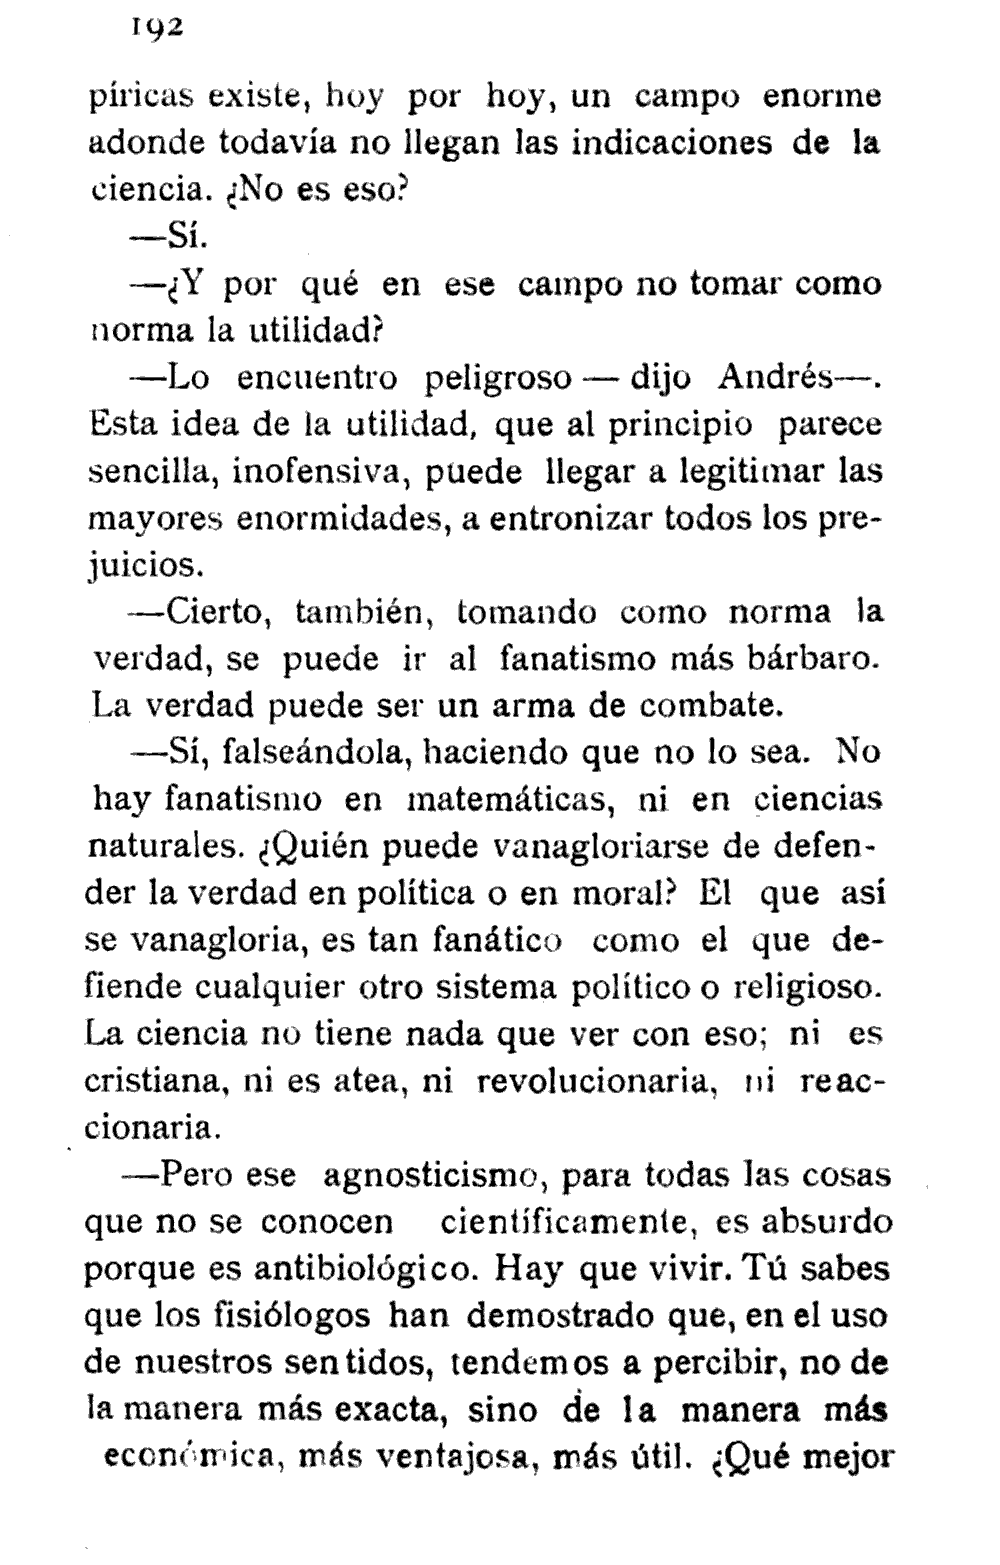 192
píricas existe, hoy por hoy, un campo enorme
adonde todavía no llegan las indicaciones de la
ciencia. ¿No es eso?
—Sí.
—¿Y por qué en ese campo no tomar como
norma la utilidad?
—Lo encuentro peligroso — dijo Andrés—.
Esta idea de la utilidad, que al principio parece
sencilla, inofensiva, puede llegar a legitimar las
mayores enormidades, a entronizar todos los pre-
juicios.
—Cierto, también, tomando como norma la
verdad, se puede ir al fanatismo más bárbaro.
La verdad puede ser un arma de combate.
—Sí, falseándola, haciendo que no lo sea. No
hay fanatismo en matemáticas, ni en ciencias
naturales. ¿Quién puede vanagloriarse de defen-
der la verdad en política o en moral? El que así
se vanagloria, es tan fanático como el que de-
fiende cualquier otro sistema político o religioso.
La ciencia no tiene nada que ver con eso; ni es
cristiana, ni es atea, ni revolucionaria, ni reac-
cionaria.
—Pero ese agnosticismo, para todas las cosas
que no se conocen científicamente, es absurdo
porque es antibiológico. Hay que vivir. Tú sabes
que los fisiólogos han demostrado que, en el uso
de nuestros sentidos, tendemos a percibir, no de
la manera más exacta, sino de la manera más
económica, más ventajosa, más útil. ¿Qué mejor